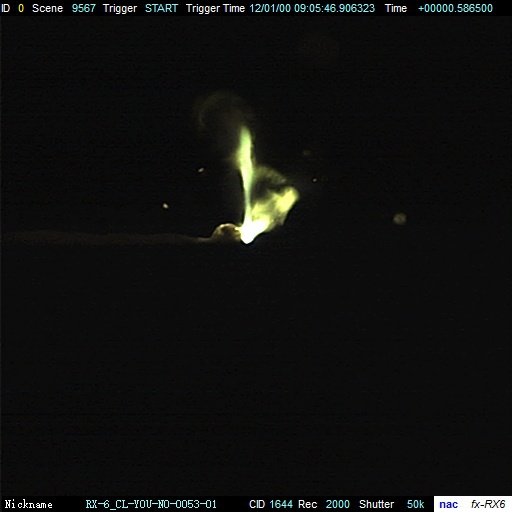 ID 0 Scene 9567 Trigger START Trigger Time 12/01/00 09:05:46.906323 Time +00000.586500
Nickname RX-6_CL-YOU-NO-0053-01 CID 1644 Rec 2000 Shutter 50k nac fx-RX6